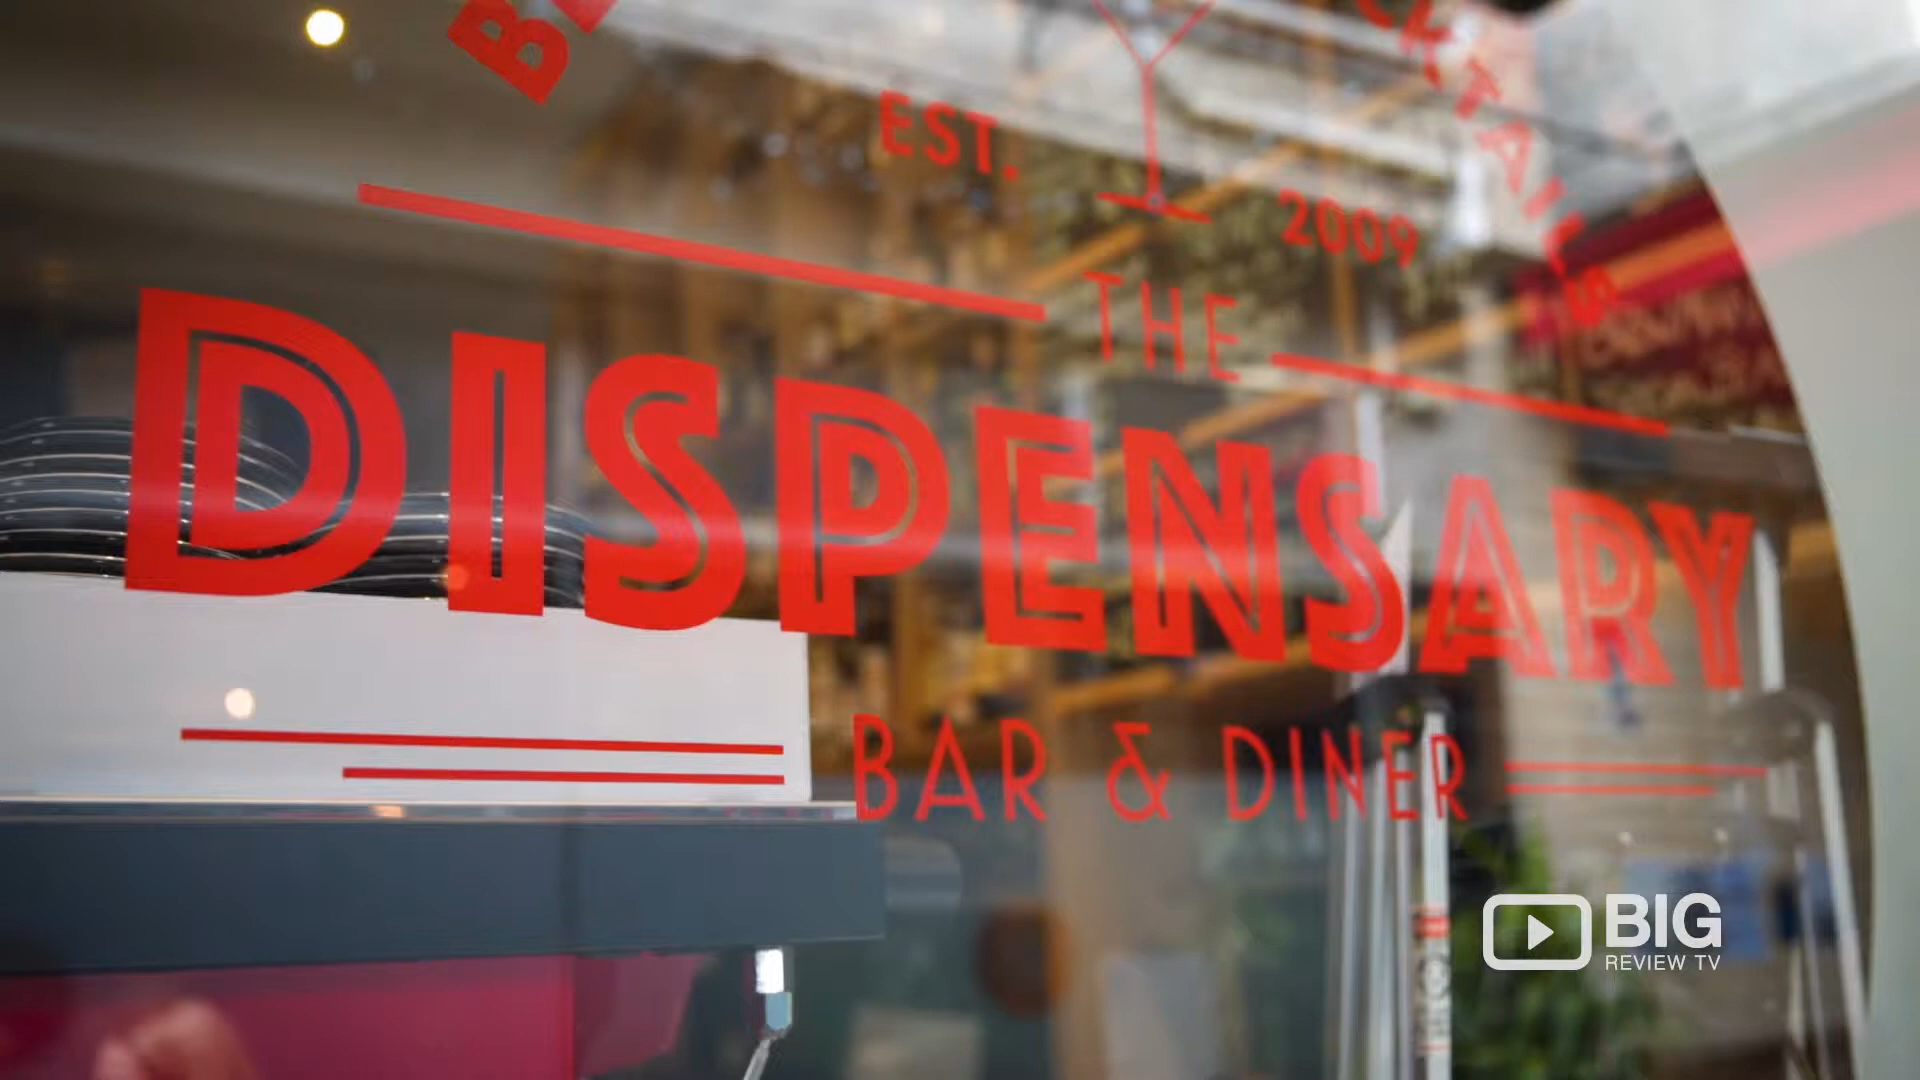 EST. 2009
THE
DISPENSARY
BAR & DINER
BIG
REVIEW TV